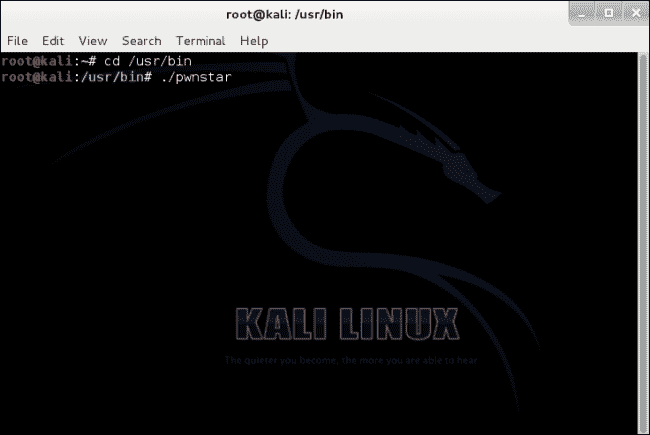 root@kali: /usr/bin
File Edit View Search Terminal Help
root@kali:~# cd /usr/bin
root@kali:/usr/bin# ./pwnstar
KALI LINUX
The quieter you become, the more you are able to hear